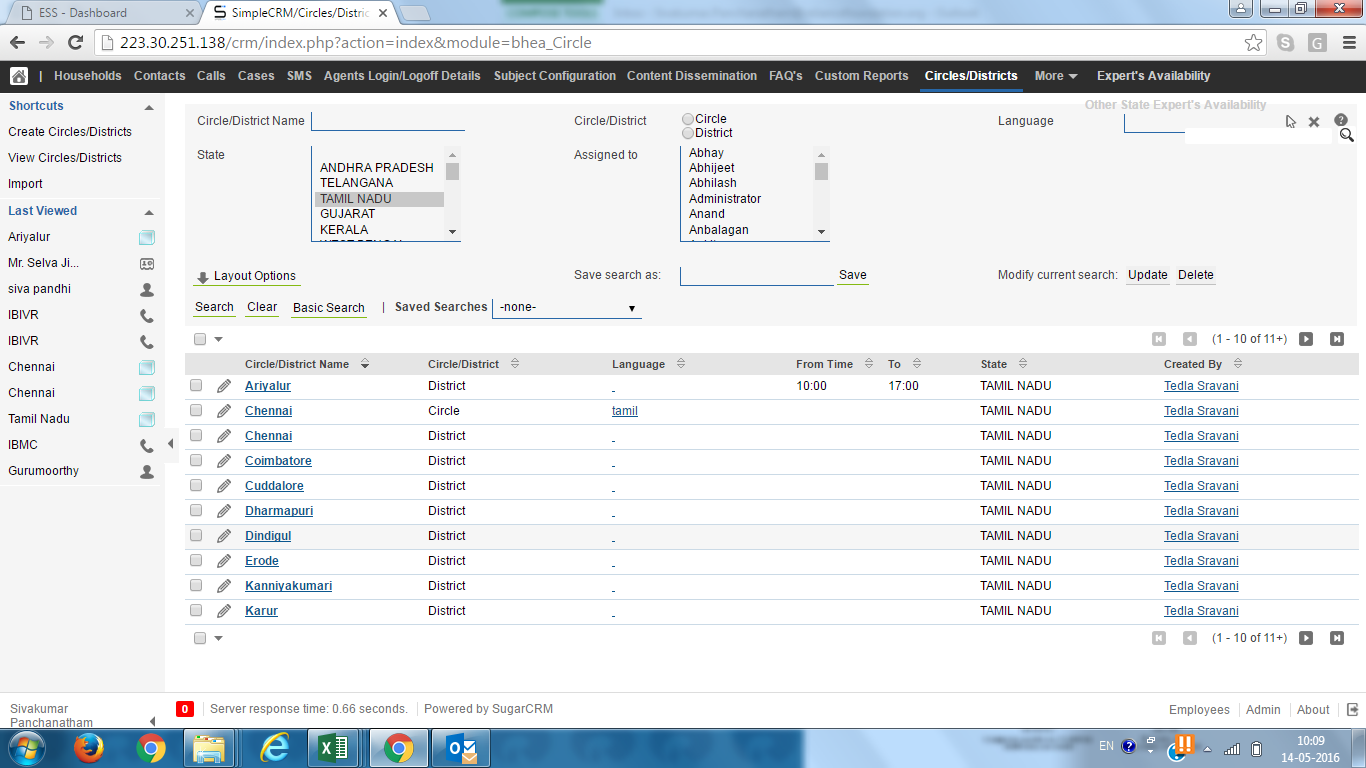 ESS - Dashboard
SimpleCRM/Circles/Distric
223.30.251.138/crm/index.php?action=index&module=bhea_Circle
| Households Contacts Calls Cases SMS Agents Login/Logoff Details Subject Configuration Content Dissemination FAQ's Custom Reports Circles/Districts More Expert's Availability
Other State Expert's Availability
Shortcuts
Create Circles/Districts
View Circles/Districts
Import
Last Viewed
Ariyalur
Mr. Selva Ji...
siva pandhi
IBIVR
IBIVR
Chennai
Chennai
Tamil Nadu
IBMC
Gurumoorthy
Circle/District Name
Circle/District
Circle
District
Language
State
ANDHRA PRADESH
TELANGANA
TAMIL NADU
GUJARAT
KERALA
Assigned to
Abhay
Abhijeet
Abhilash
Administrator
Anand
Anbalagan
Layout Options
Save search as:
Save
Modify current search: Update Delete
Search Clear Basic Search | Saved Searches -none-
(1 - 10 of 11+)
Circle/District Name Circle/District Language From Time To State Created By
Ariyalur District - 10:00 17:00 TAMIL NADU Tedla Sravani
Chennai Circle tamil TAMIL NADU Tedla Sravani
Chennai District - TAMIL NADU Tedla Sravani
Coimbatore District - TAMIL NADU Tedla Sravani
Cuddalore District - TAMIL NADU Tedla Sravani
Dharmapuri District - TAMIL NADU Tedla Sravani
Dindigul District - TAMIL NADU Tedla Sravani
Erode District - TAMIL NADU Tedla Sravani
Kanniyakumari District - TAMIL NADU Tedla Sravani
Karur District - TAMIL NADU Tedla Sravani
(1 - 10 of 11+)
Sivakumar
Panchanatham
0
Server response time: 0.66 seconds. Powered by SugarCRM
Employees Admin About
EN
10:09
14-05-2016